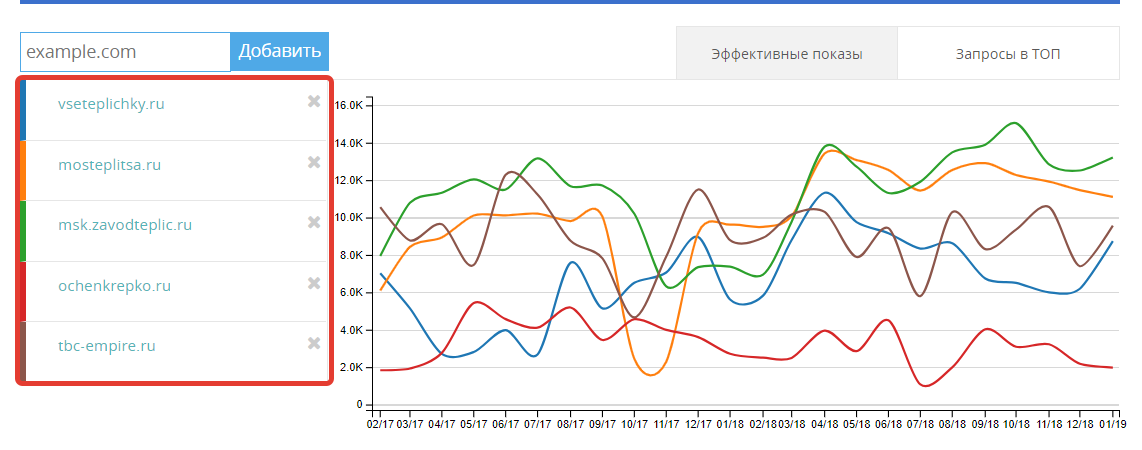 example.com Добавить
Эффективные показы Запросы в ТОП
vseteplichky.ru
mosteplitsa.ru
msk.zavodteplic.ru
ochenkrepko.ru
tbc-empire.ru
16.0K
14.0K
12.0K
10.0K
8.0K
6.0K
4.0K
2.0K
0
02/17 03/17 04/17 05/17 06/17 07/17 08/17 09/17 10/17 11/17 12/17 01/18 02/18 03/18 04/18 05/18 06/18 07/18 08/18 09/18 10/18 11/18 12/18 01/19